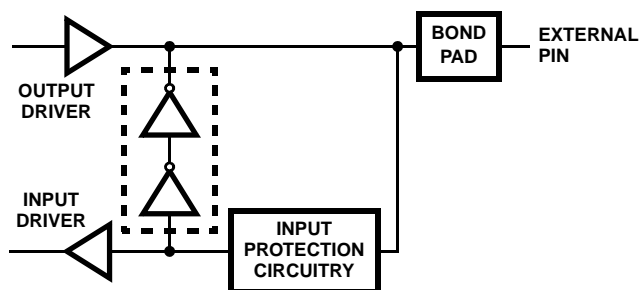 BOND
PAD
EXTERNAL
PIN
OUTPUT
DRIVER
INPUT
DRIVER
INPUT
PROTECTION
CIRCUITRY